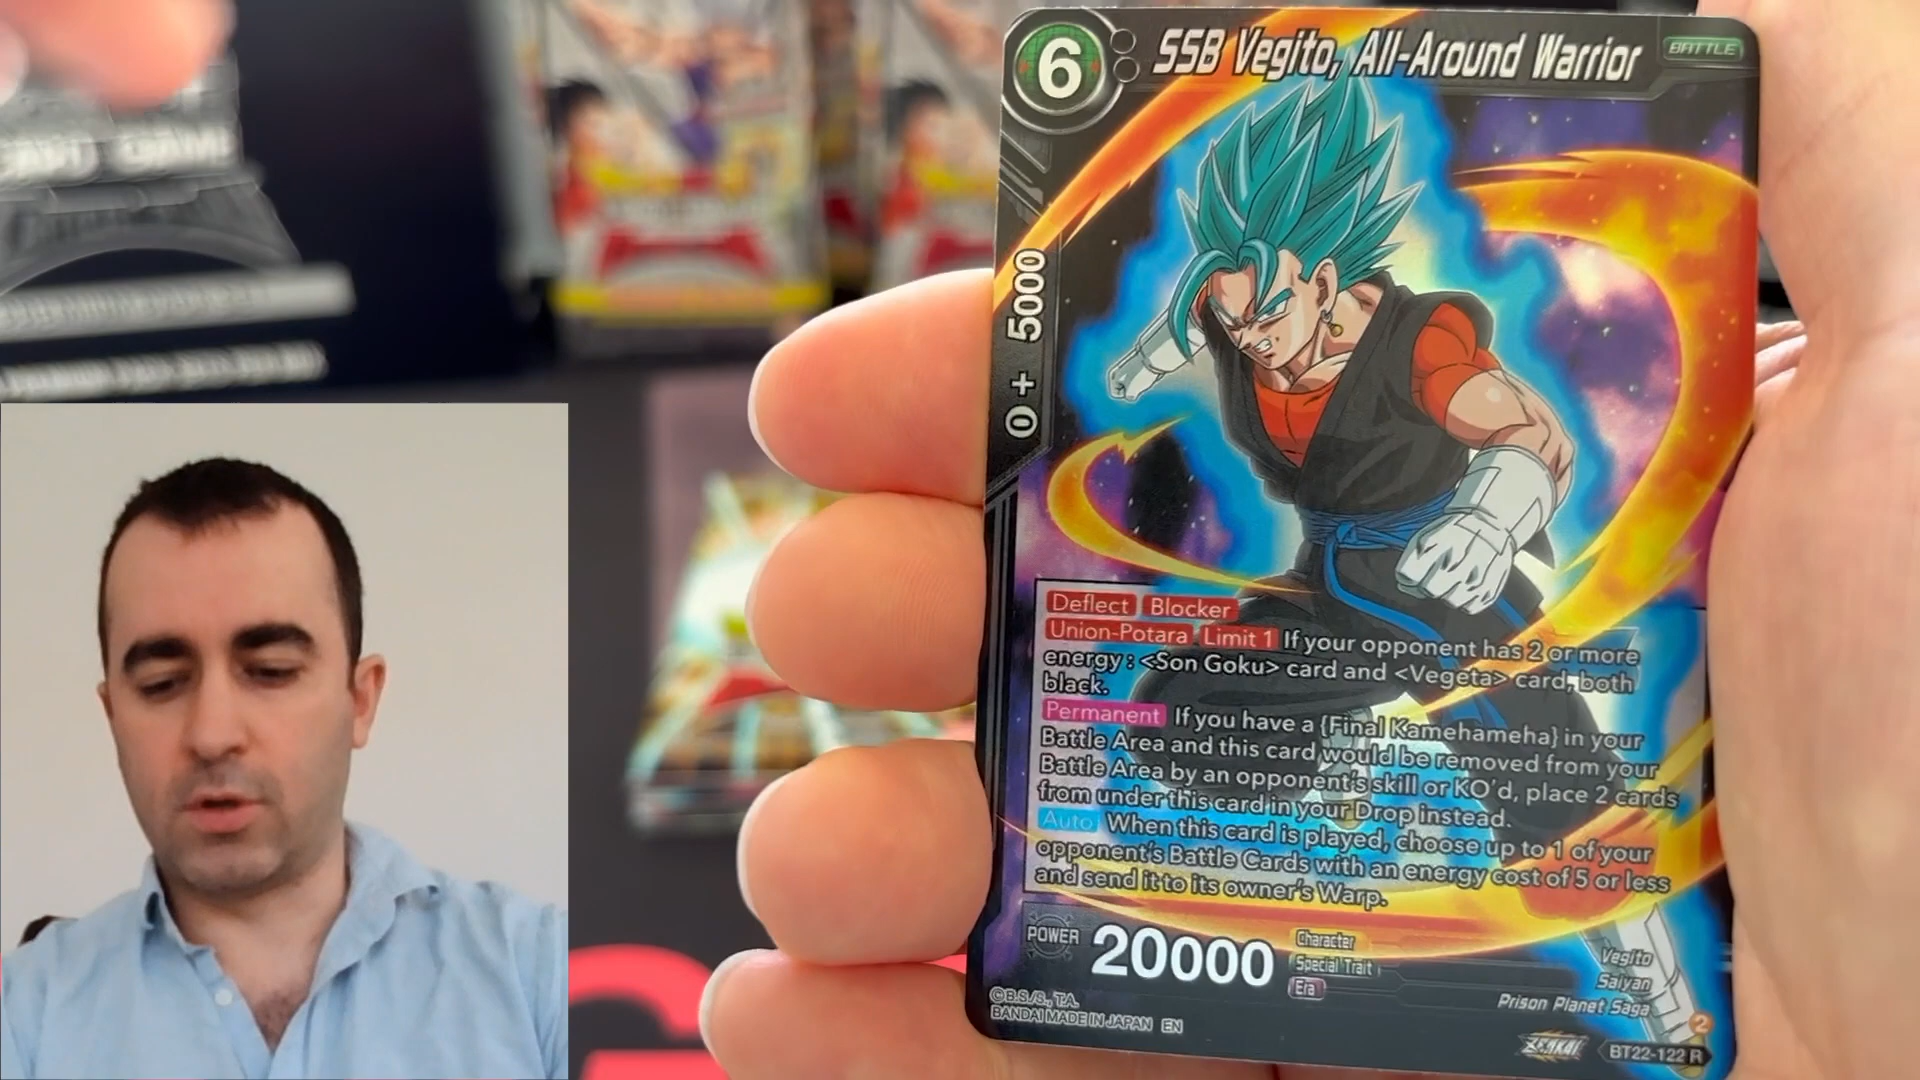 6
SSB Vegito, All-Around Warrior
BATTLE
0 + 5000
Deflect Blocker
Union-Potara Limit 1 If your opponent has 2 or more
energy : <Son Goku> card and <Vegeta> card, both
black.
Permanent If you have a {Final Kamehameha} in your
Battle Area and this card would be removed from your
Battle Area by an opponent's skill or KO'd, place 2 cards
from under this card in your Drop instead.
Auto When this card is played, choose up to 1 of your
opponent's Battle Cards with an energy cost of 5 or less
and send it to its owner's Warp.
POWER 20000
Character
Special Trait
Era
Vegito
Saiyan
Prison Planet Saga
©B.S./S., T.A.
BANDAI MADE IN JAPAN EN
ZENKAI
2
BT22-122 R
CARD GAME